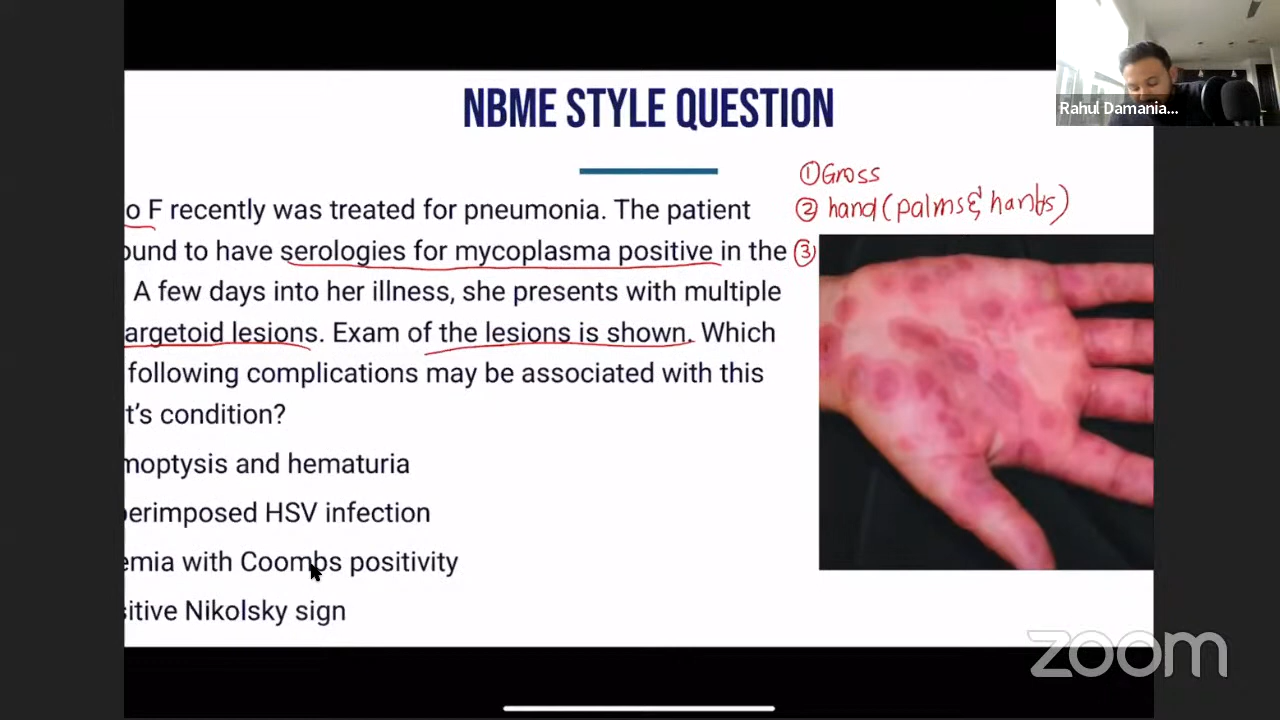 NBME STYLE QUESTION
Rahul Damania...
①Gross
② hand (palms & hands)
③
o F recently was treated for pneumonia. The patient
ound to have serologies for mycoplasma positive in the
A few days into her illness, she presents with multiple
argetoid lesions. Exam of the lesions is shown. Which
following complications may be associated with this
t's condition?
moptysis and hematuria
perimposed HSV infection
emia with Coombs positivity
sitive Nikolsky sign
zoom